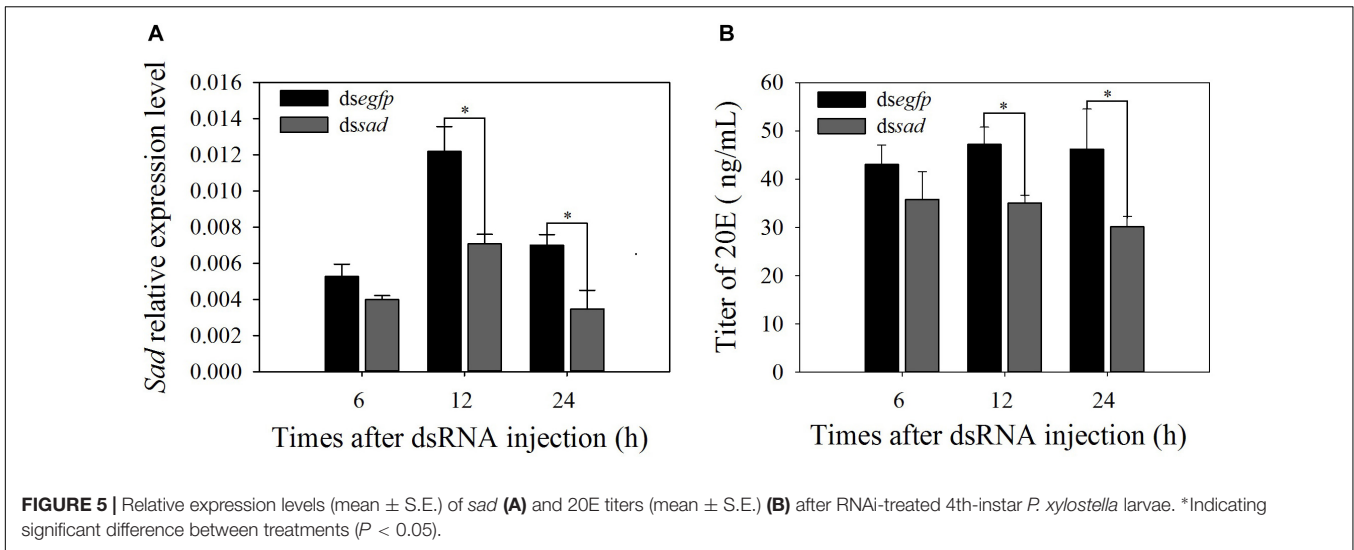 A
Sad relative expression level
0.016
0.014
0.012
0.010
0.008
0.006
0.004
0.002
0.000
dsegfp
dssad
*
*
6 12 24
Times after dsRNA injection (h)
B
Titer of 20E ( ng/mL)
60
50
40
30
20
10
0
dsegfp
dssad
*
*
6 12 24
Times after dsRNA injection (h)
FIGURE 5 | Relative expression levels (mean ± S.E.) of sad (A) and 20E titers (mean ± S.E.) (B) after RNAi-treated 4th-instar P. xylostella larvae. *Indicating
significant difference between treatments (P < 0.05).